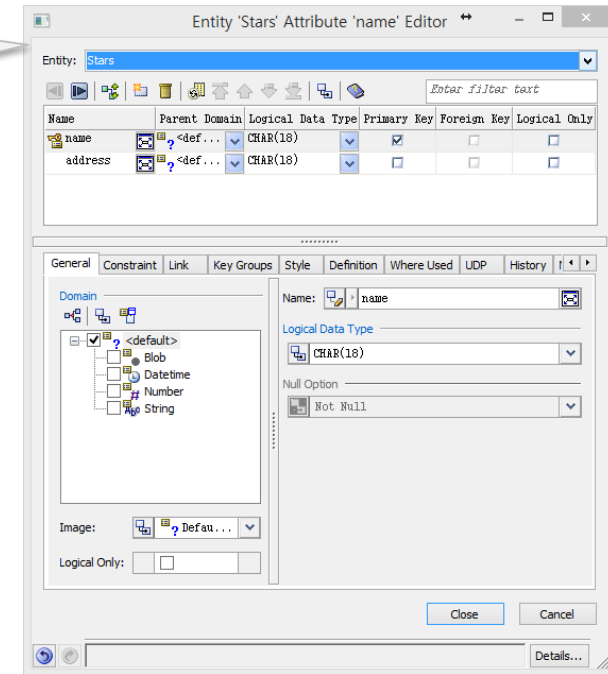 Entity 'Stars' Attribute 'name' Editor
Entity: Stars
Enter filter text
Name Parent Domain Logical Data Type Primary Key Foreign Key Logical Only
name <def... CHAR(18)
address <def... CHAR(18)
General Constraint Link Key Groups Style Definition Where Used UDP History
Domain
Name: name
<default>
Blob
Datetime
Number
String
Logical Data Type
CHAR(18)
Null Option
Not Null
Image: Defau...
Logical Only:
Close Cancel
Details...